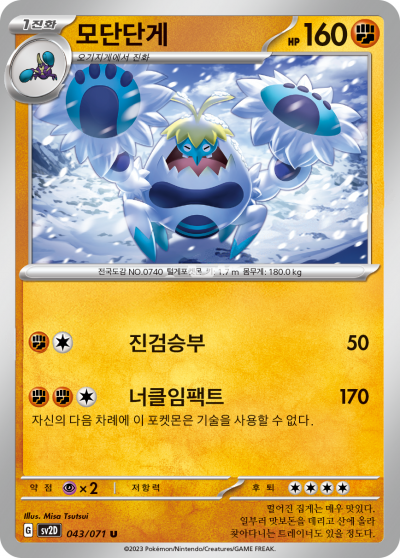 1진화
모단단게
HP 160
오기지게에서 진화
전국도감 NO.0740 털게포켓몬 키: 1.7 m 몸무게: 180.0 kg
진검승부 50
너클임팩트 170
자신의 다음 차례에 이 포켓몬은 기술을 사용할 수 없다.
약점 ×2 저항력 후퇴
Illus. Misa Tsutsui
G sv2D 043/071 U
떨어진 집게는 매우 맛있다.
일부러 맛보돈을 데리고 산에 올라
찾아다니는 트레이너도 있을 정도다.
©2023 Pokémon/Nintendo/Creatures/GAME FREAK.